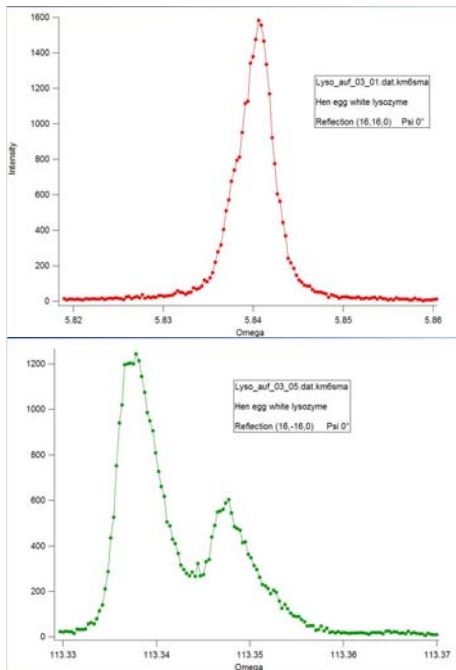 1600
1400
1200
1000
800
600
400
200
0
Intensity
Lyso_auf_03_01.dat.km6sma
Hen egg white lysozyme
Reflection (16,16,0) Psi 0°
5.82 5.83 5.84 5.85 5.86
Omega
1200
1000
800
600
400
200
0
Lyso_auf_03_05.dat.km6sma
Hen egg white lysozyme
Reflection (16,-16,0) Psi 0°
113.33 113.34 113.35 113.36 113.37
Omega